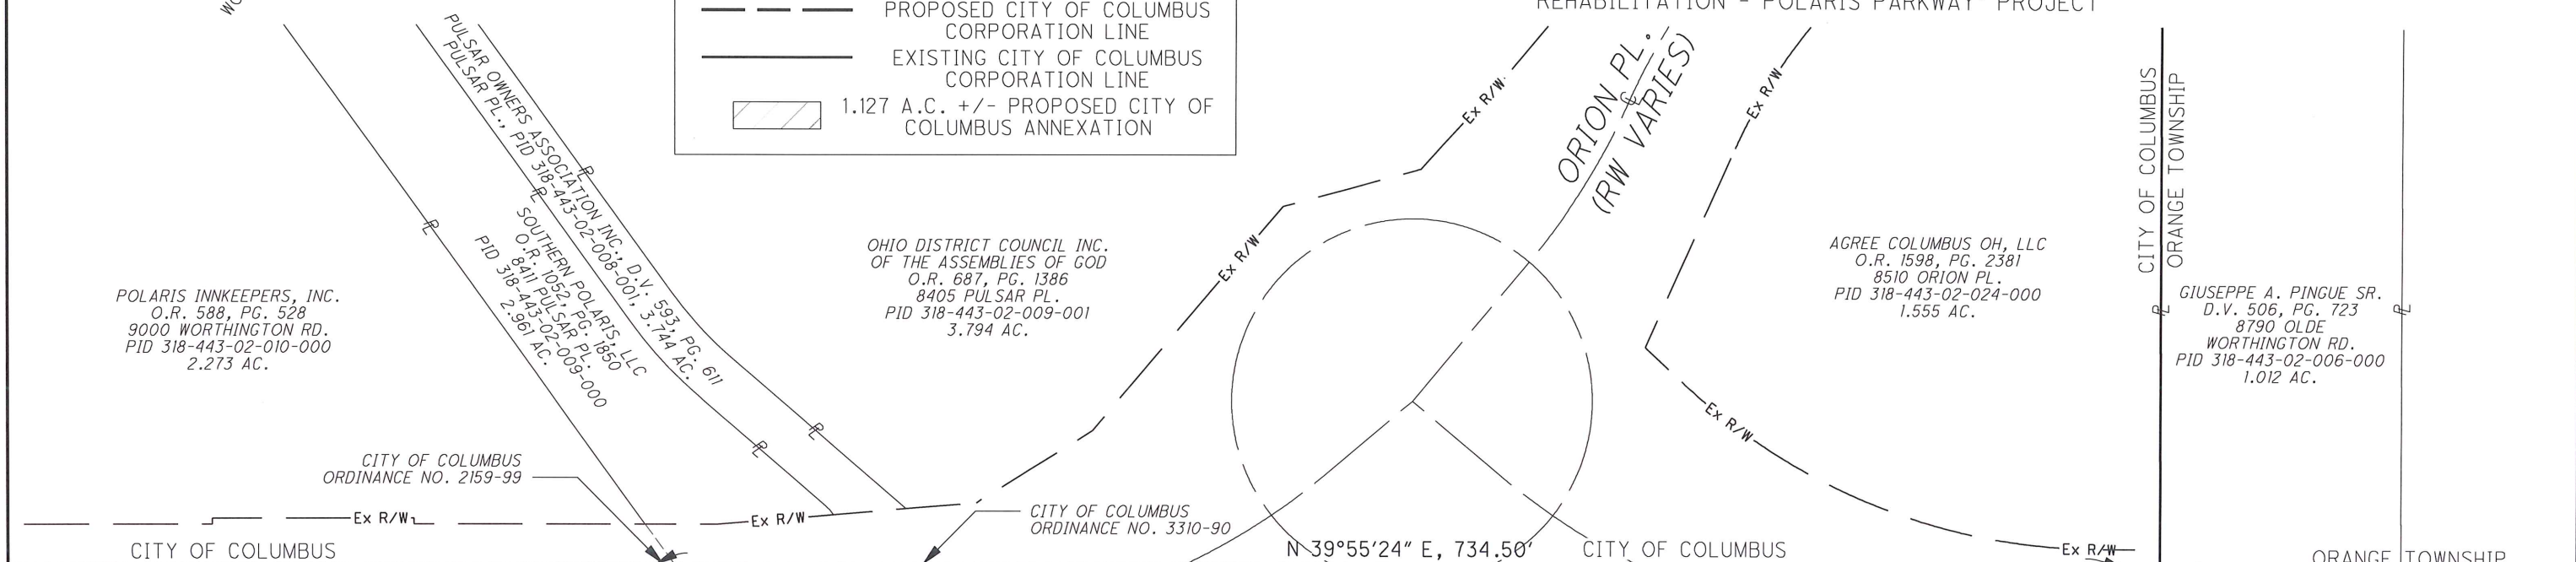 PROPOSED CITY OF COLUMBUS
CORPORATION LINE
EXISTING CITY OF COLUMBUS
CORPORATION LINE
1.127 A.C. +/- PROPOSED CITY OF
COLUMBUS ANNEXATION
REHABILITATION - POLARIS PARKWAY PROJECT
PULSAR OWNERS ASSOCIATION INC., D.V. 593, PG. 611
PULSAR PL., PID 318-443-02-008-001, 3.744 AC.
SOUTHERN POLARIS, LLC
O.R. 1052, PG. 1850
8411 PULSAR PL.
PID 318-443-02-009-000
2.961 AC.
POLARIS INNKEEPERS, INC.
O.R. 588, PG. 528
9000 WORTHINGTON RD.
PID 318-443-02-010-000
2.273 AC.
OHIO DISTRICT COUNCIL INC.
OF THE ASSEMBLIES OF GOD
O.R. 687, PG. 1386
8405 PULSAR PL.
PID 318-443-02-009-001
3.794 AC.
Ex R/W
Ex R/W
ORION PL.
(RW VARIES)
Ex R/W
AGREE COLUMBUS OH, LLC
O.R. 1598, PG. 2381
8510 ORION PL.
PID 318-443-02-024-000
1.555 AC.
CITY OF COLUMBUS
ORANGE TOWNSHIP
GIUSEPPE A. PINGUE SR.
D.V. 506, PG. 723
8790 OLDE
WORTHINGTON RD.
PID 318-443-02-006-000
1.012 AC.
Ex R/W
CITY OF COLUMBUS
ORDINANCE NO. 2159-99
Ex R/W
Ex R/W
CITY OF COLUMBUS
ORDINANCE NO. 3310-90
CITY OF COLUMBUS
N 39°55'24" E, 734.50'
CITY OF COLUMBUS
Ex R/W
ORANGE TOWNSHIP